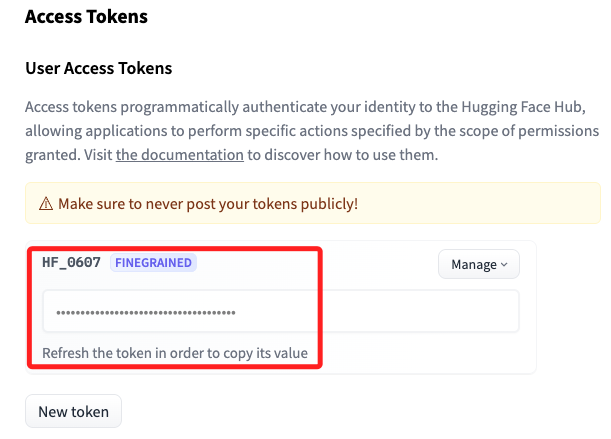 Access Tokens
User Access Tokens
Access tokens programmatically authenticate your identity to the Hugging Face Hub,
allowing applications to perform specific actions specified by the scope of permissions
granted. Visit the documentation to discover how to use them.
⚠ Make sure to never post your tokens publicly!
HF_0607 FINEGRAINED Manage
•••••••••••••••••••••••••••••••••••••
Refresh the token in order to copy its value
New token